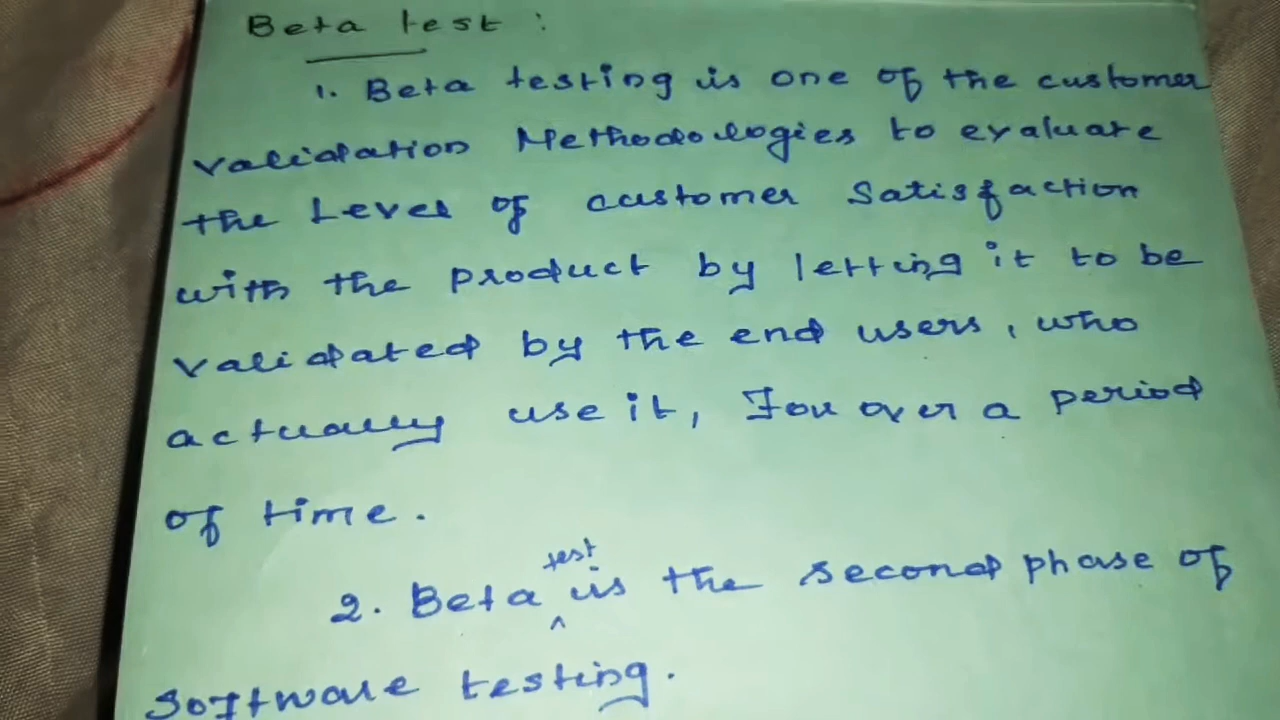 Beta test :
1. Beta testing is one of the customer
validation Methodologies to evaluate
the Level of customer Satisfaction
with the product by letting it to be
validated by the end users, who
actually use it, For over a period
of time.
2. Beta test is the second phase of
Software testing.